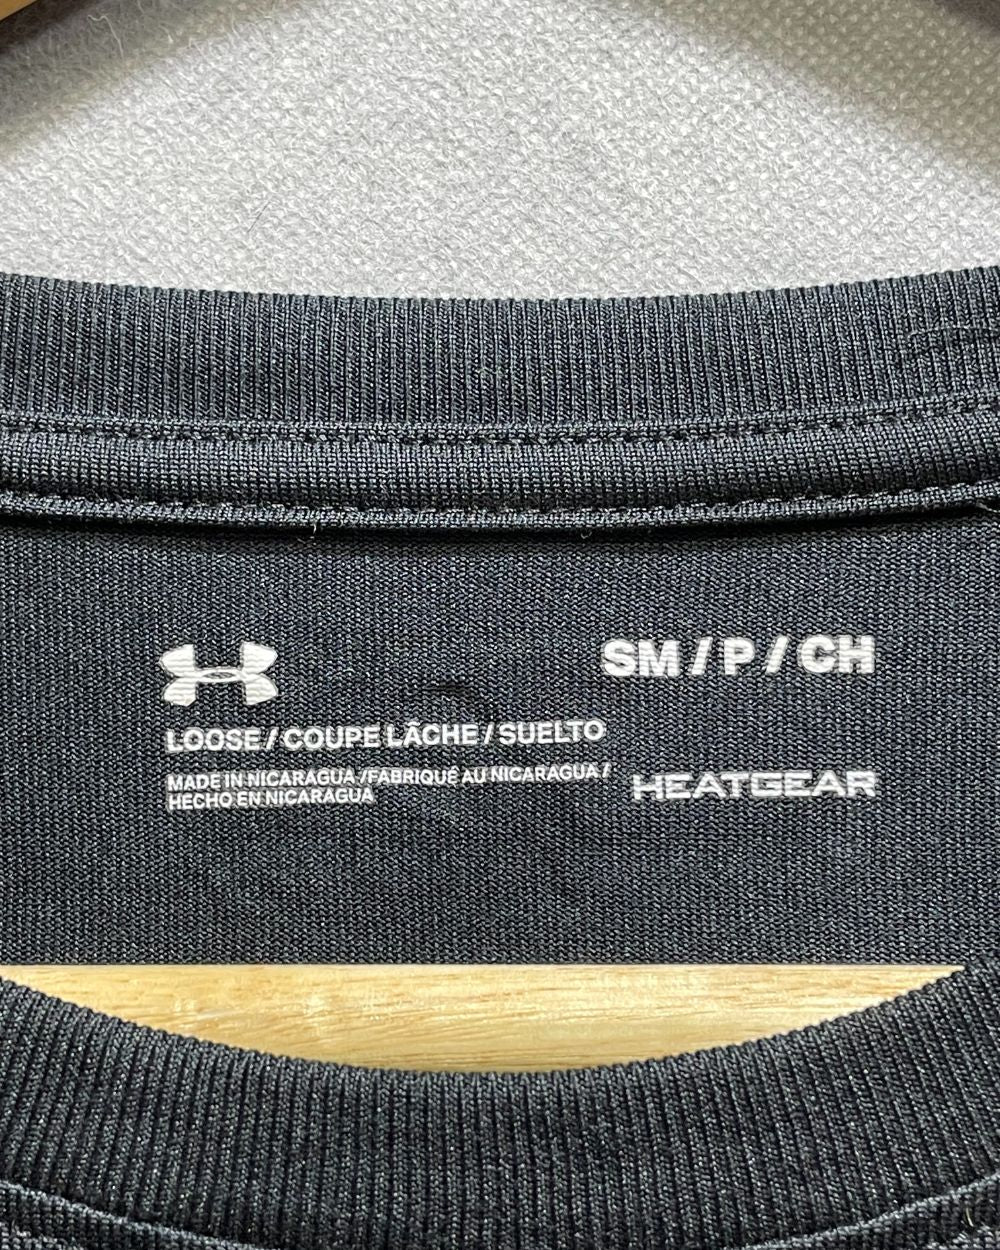 SM / P / CH
LOOSE / COUPE LÂCHE / SUELTO
MADE IN NICARAGUA / FABRIQUÉ AU NICARAGUA /
HECHO EN NICARAGUA
HEATGEAR